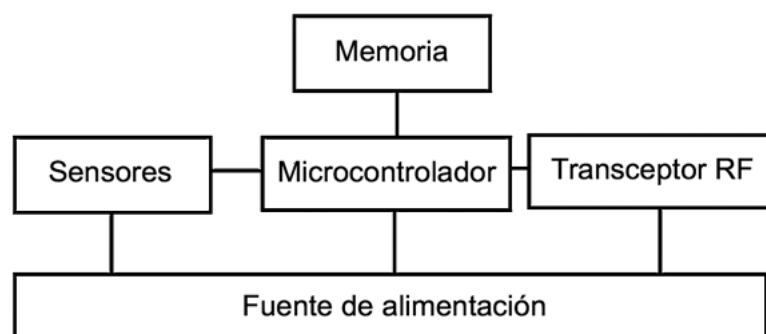 Memoria
Sensores
Microcontrolador
Transceptor RF
Fuente de alimentación